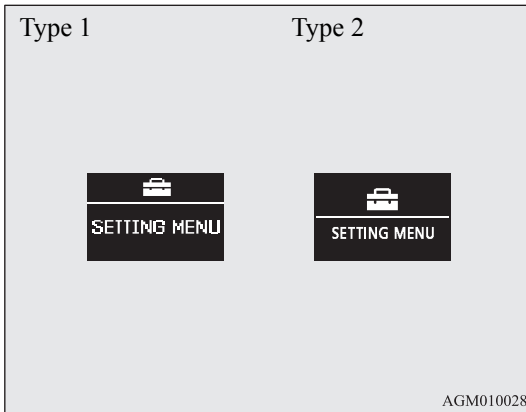 Type 1
Type 2
SETTING MENU
SETTING MENU
AGM010028